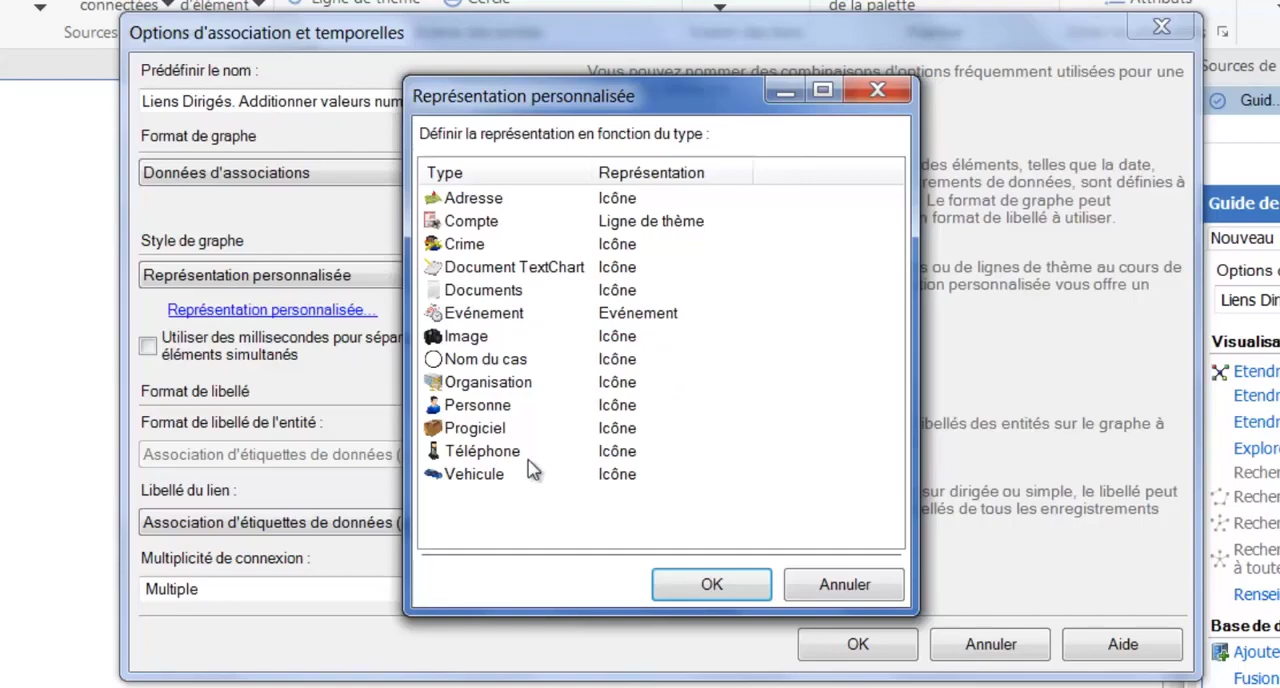 connectées d'élément Ligne de thème Cercle de la palette Attributs
Sources
Options d'association et temporelles
Prédéfinir le nom :
Vous pouvez nommer des combinaisons d'options fréquemment utilisées pour une
Liens Dirigés. Additionner valeurs num
Format de graphe
Données d'associations
des éléments, telles que la date,
rements de données, sont définies à
Le format de graphe peut
format de libellé à utiliser.
Style de graphe
Représentation personnalisée
s ou de lignes de thème au cours de
ion personnalisée vous offre un
Représentation personnalisée...
Utiliser des millisecondes pour sépar
éléments simultanés
Format de libellé
Format de libellé de l'entité :
ibellés des entités sur le graphe à
Association d'étiquettes de données (
Libellé du lien :
sur dirigée ou simple, le libellé peut
ellés de tous les enregistrements
Association d'étiquettes de données (
Multiplicité de connexion :
Multiple
OK Annuler Aide
Représentation personnalisée
Définir la représentation en fonction du type :
Type Représentation
Adresse Icône
Compte Ligne de thème
Crime Icône
Document TextChart Icône
Documents Icône
Evénement Evénement
Image Icône
Nom du cas Icône
Organisation Icône
Personne Icône
Progiciel Icône
Téléphone Icône
Vehicule Icône
OK Annuler
Sources de
Guid...
Guide de
Nouveau
Options d
Liens Dir
Visualisa
Etendr
Etendr
Etendr
Explor
Recher
Recher
Recher
Recher
à toute
Rensei
Base de d
Ajoute
Fusion